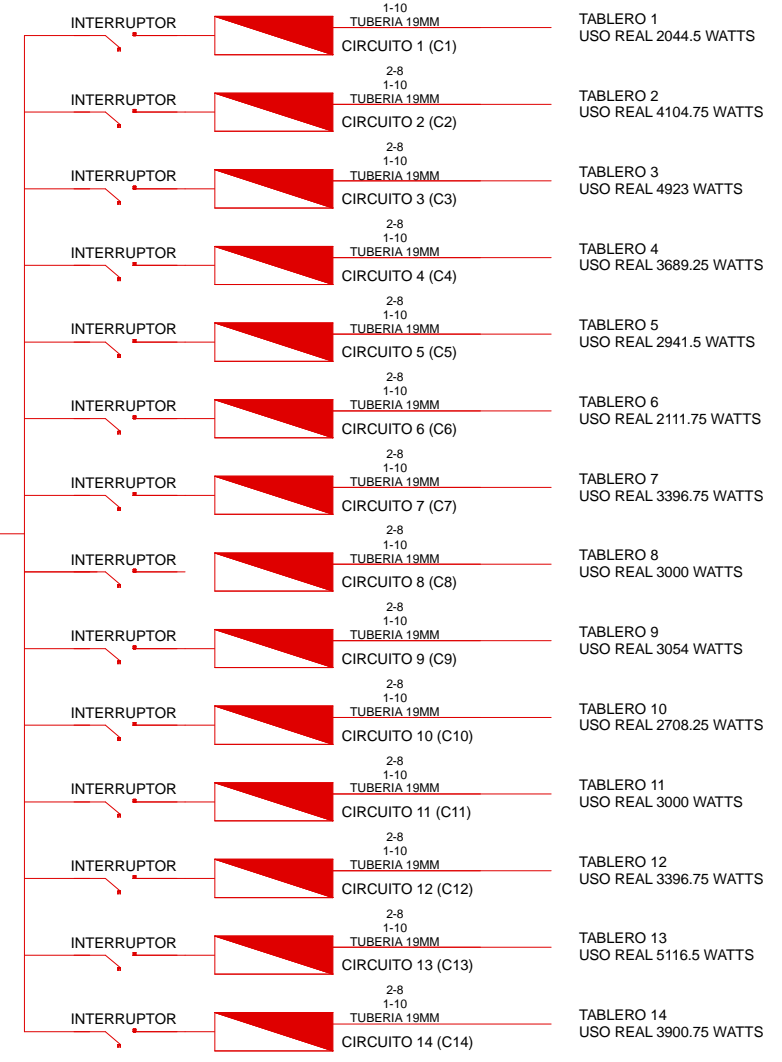 1-10
INTERRUPTOR
TUBERIA 19MM
TABLERO 1
CIRCUITO 1 (C1)
USO REAL 2044.5 WATTS
2-8
1-10
INTERRUPTOR
TUBERIA 19MM
TABLERO 2
CIRCUITO 2 (C2)
USO REAL 4104.75 WATTS
2-8
1-10
INTERRUPTOR
TUBERIA 19MM
TABLERO 3
CIRCUITO 3 (C3)
USO REAL 4923 WATTS
2-8
1-10
INTERRUPTOR
TUBERIA 19MM
TABLERO 4
CIRCUITO 4 (C4)
USO REAL 3689.25 WATTS
2-8
1-10
INTERRUPTOR
TUBERIA 19MM
TABLERO 5
CIRCUITO 5 (C5)
USO REAL 2941.5 WATTS
2-8
1-10
INTERRUPTOR
TUBERIA 19MM
TABLERO 6
CIRCUITO 6 (C6)
USO REAL 2111.75 WATTS
2-8
1-10
INTERRUPTOR
TUBERIA 19MM
TABLERO 7
CIRCUITO 7 (C7)
USO REAL 3396.75 WATTS
2-8
1-10
INTERRUPTOR
TUBERIA 19MM
TABLERO 8
CIRCUITO 8 (C8)
USO REAL 3000 WATTS
2-8
1-10
INTERRUPTOR
TUBERIA 19MM
TABLERO 9
CIRCUITO 9 (C9)
USO REAL 3054 WATTS
2-8
1-10
INTERRUPTOR
TUBERIA 19MM
TABLERO 10
CIRCUITO 10 (C10)
USO REAL 2708.25 WATTS
2-8
1-10
INTERRUPTOR
TUBERIA 19MM
TABLERO 11
CIRCUITO 11 (C11)
USO REAL 3000 WATTS
2-8
1-10
INTERRUPTOR
TUBERIA 19MM
TABLERO 12
CIRCUITO 12 (C12)
USO REAL 3396.75 WATTS
2-8
1-10
INTERRUPTOR
TUBERIA 19MM
TABLERO 13
CIRCUITO 13 (C13)
USO REAL 5116.5 WATTS
2-8
1-10
INTERRUPTOR
TUBERIA 19MM
TABLERO 14
CIRCUITO 14 (C14)
USO REAL 3900.75 WATTS